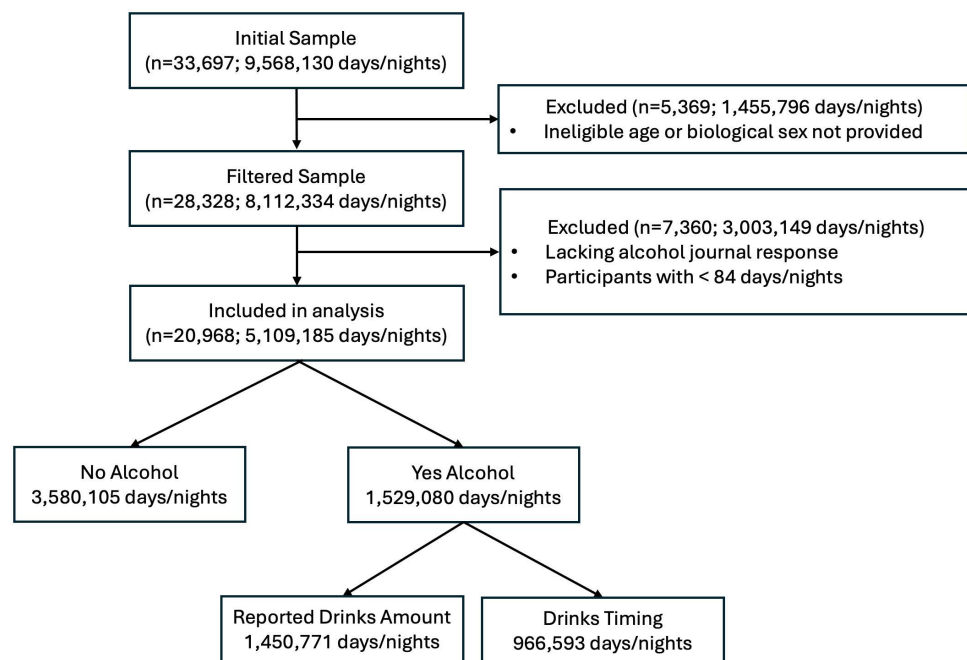 Initial Sample
(n=33,697; 9,568,130 days/nights)
Excluded (n=5,369; 1,455,796 days/nights)
• Ineligible age or biological sex not provided
Filtered Sample
(n=28,328; 8,112,334 days/nights)
Excluded (n=7,360; 3,003,149 days/nights)
• Lacking alcohol journal response
• Participants with < 84 days/nights
Included in analysis
(n=20,968; 5,109,185 days/nights)
No Alcohol
3,580,105 days/nights
Yes Alcohol
1,529,080 days/nights
Reported Drinks Amount
1,450,771 days/nights
Drinks Timing
966,593 days/nights